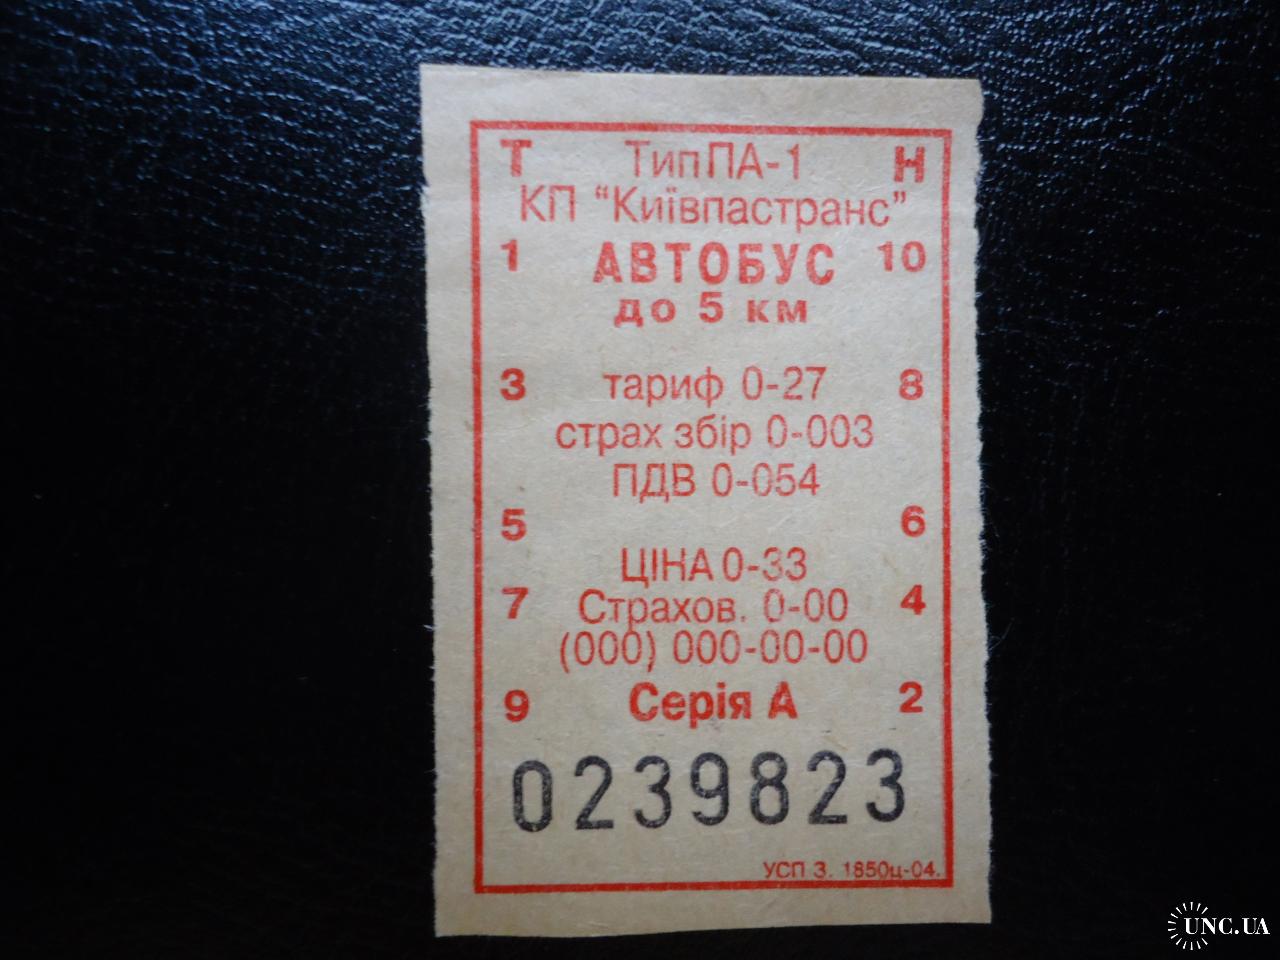 Т ТипПА-1 Н
КП “Київпастранс”
1 АВТОБУС 10
до 5 км
3 тариф 0-27 8
страх збір 0-003
ПДВ 0-054
5 6
ЦІНА 0-33
7 Страхов. 0-00 4
(000) 000-00-00
9 Серія А 2
0239823
УСП З. 1850ц-04.
UNC.UA